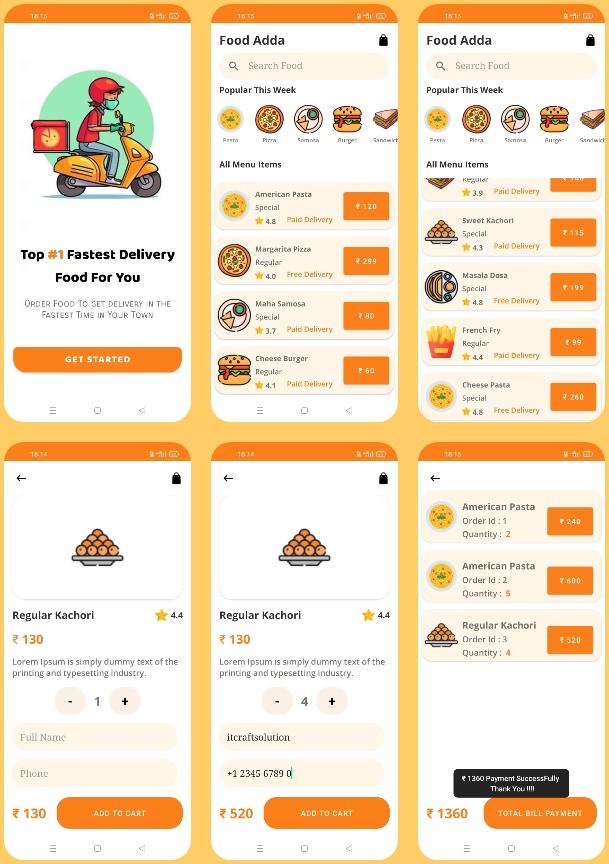 18:15
Top #1 Fastest Delivery
Food For You
Order Food To get delivery in the
Fastest Time in Your Town
GET STARTED
18:15
Food Adda
Search Food
Popular This Week
Pasta Pizza Samosa Burger Sandwich
All Menu Items
American Pasta
Special
4.8 Paid Delivery
₹ 120
Margarita Pizza
Regular
4.0 Free Delivery
₹ 299
Maha Samosa
Special
3.7 Paid Delivery
₹ 80
Cheese Burger
Regular
4.1 Paid Delivery
₹ 60
18:15
Food Adda
Search Food
Popular This Week
Pasta Pizza Samosa Burger Sandwich
All Menu Items
Regular
3.9 Paid Delivery
₹ 140
Sweet Kachori
Special
4.3 Paid Delivery
₹ 115
Masala Dosa
Special
4.8 Free Delivery
₹ 199
French Fry
Regular
4.4 Paid Delivery
₹ 99
Cheese Pasta
Special
4.8 Free Delivery
₹ 260
18:14
Regular Kachori 4.4
₹ 130
Lorem Ipsum is simply dummy text of the
printing and typesetting industry.
- 1 +
Full Name
Phone
₹ 130 ADD TO CART
18:14
Regular Kachori 4.4
₹ 130
Lorem Ipsum is simply dummy text of the
printing and typesetting industry.
- 4 +
itcraftsolution
+1 2345 6789 0
₹ 520 ADD TO CART
18:15
American Pasta
Order Id : 1
Quantity : 2
₹ 240
American Pasta
Order Id : 2
Quantity : 5
₹ 600
Regular Kachori
Order Id : 3
Quantity : 4
₹ 520
₹ 1360 Payment SuccessFully
Thank You !!!!
₹ 1360 TOTAL BILL PAYMENT